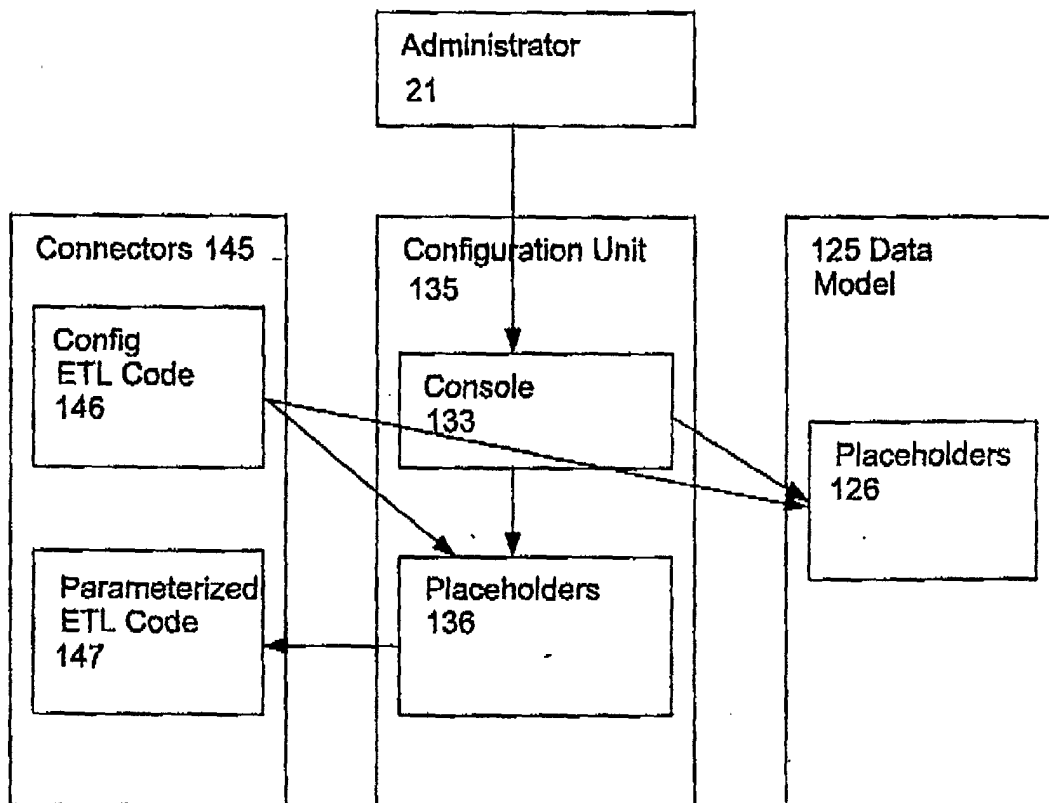 Administrator
21
Connectors 145
Config
ETL Code
146
Parameterized
ETL Code
147
Configuration Unit
135
Console
133
Placeholders
136
125 Data
Model
Placeholders
126